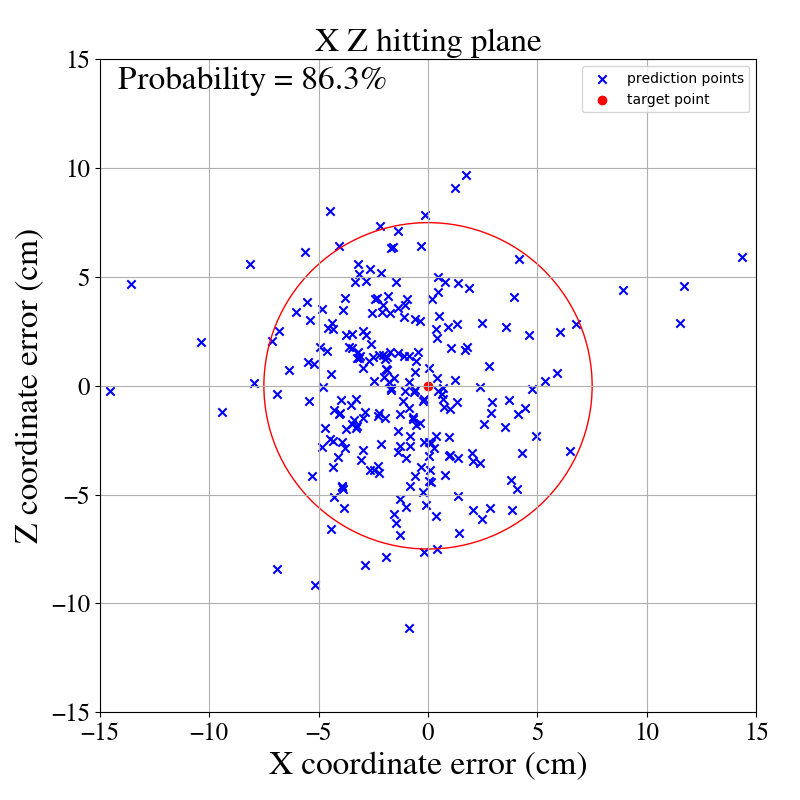 X Z hitting plane
Probability = 86.3%
prediction points
target point
Z coordinate error (cm)
15
10
5
0
−5
−10
−15
−15
−10
−5
0
5
10
15
X coordinate error (cm)